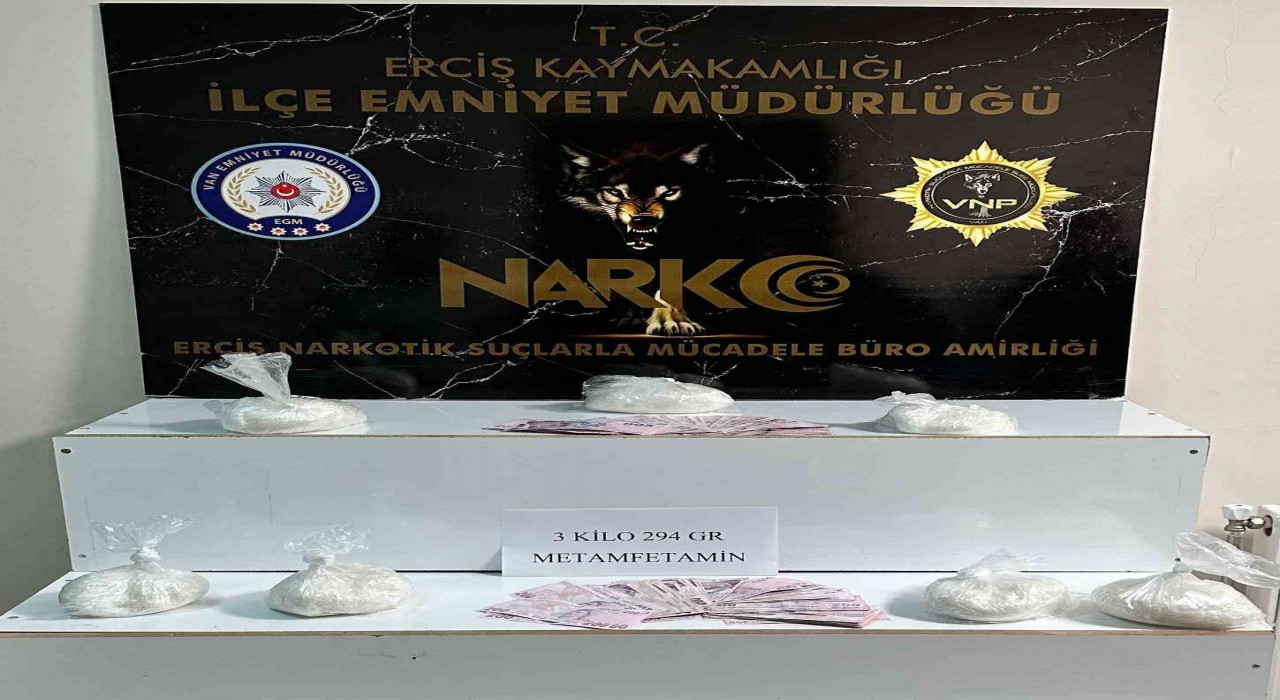 T.C.
ERCİŞ KAYMAKAMLIĞI
İLÇE EMNİYET MÜDÜRLÜĞÜ
VAN EMNİYET MÜDÜRLÜĞÜ
EGM
VNP
VAN
NARKO
ERCİŞ NARKOTİK SUÇLARLA MÜCADELE BÜRO AMİRLİĞİ
3 KİLO 294 GR
METAMFETAMİN